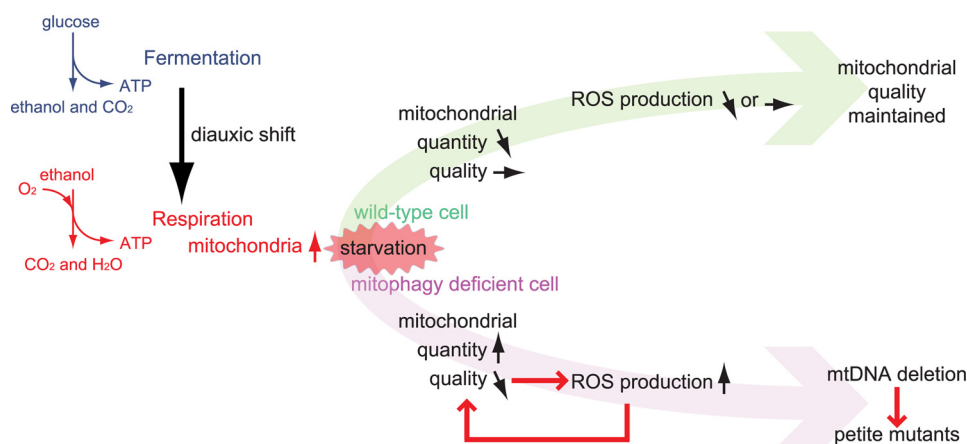 glucose
Fermentation
ATP
ethanol and CO₂
diauxic shift
ethanol
O₂
Respiration
ATP
mitochondria
CO₂ and H₂O
wild-type cell
starvation
mitophagy deficient cell
mitochondrial
quantity
quality
ROS production or
mitochondrial
quality
maintained
mitochondrial
quantity
quality
ROS production
mtDNA deletion
petite mutants